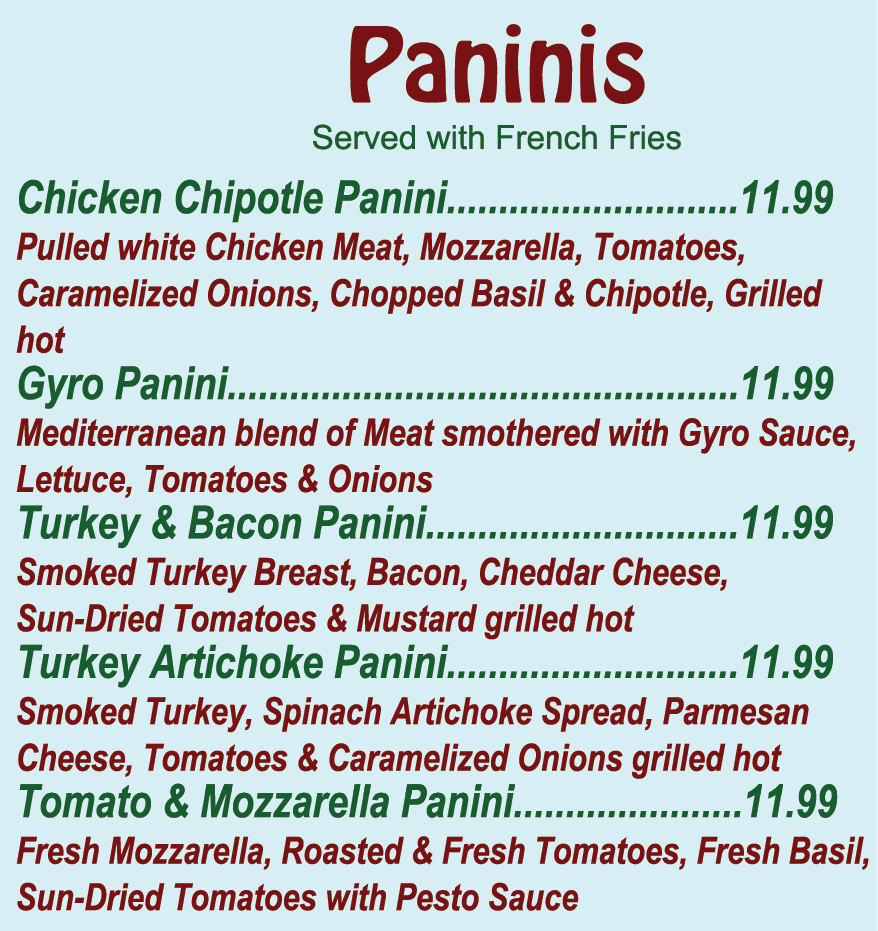 Paninis
Served with French Fries
Chicken Chipotle Panini............................11.99
Pulled white Chicken Meat, Mozzarella, Tomatoes,
Caramelized Onions, Chopped Basil & Chipotle, Grilled
hot
Gyro Panini.................................................11.99
Mediterranean blend of Meat smothered with Gyro Sauce,
Lettuce, Tomatoes & Onions
Turkey & Bacon Panini..............................11.99
Smoked Turkey Breast, Bacon, Cheddar Cheese,
Sun-Dried Tomatoes & Mustard grilled hot
Turkey Artichoke Panini............................11.99
Smoked Turkey, Spinach Artichoke Spread, Parmesan
Cheese, Tomatoes & Caramelized Onions grilled hot
Tomato & Mozzarella Panini......................11.99
Fresh Mozzarella, Roasted & Fresh Tomatoes, Fresh Basil,
Sun-Dried Tomatoes with Pesto Sauce